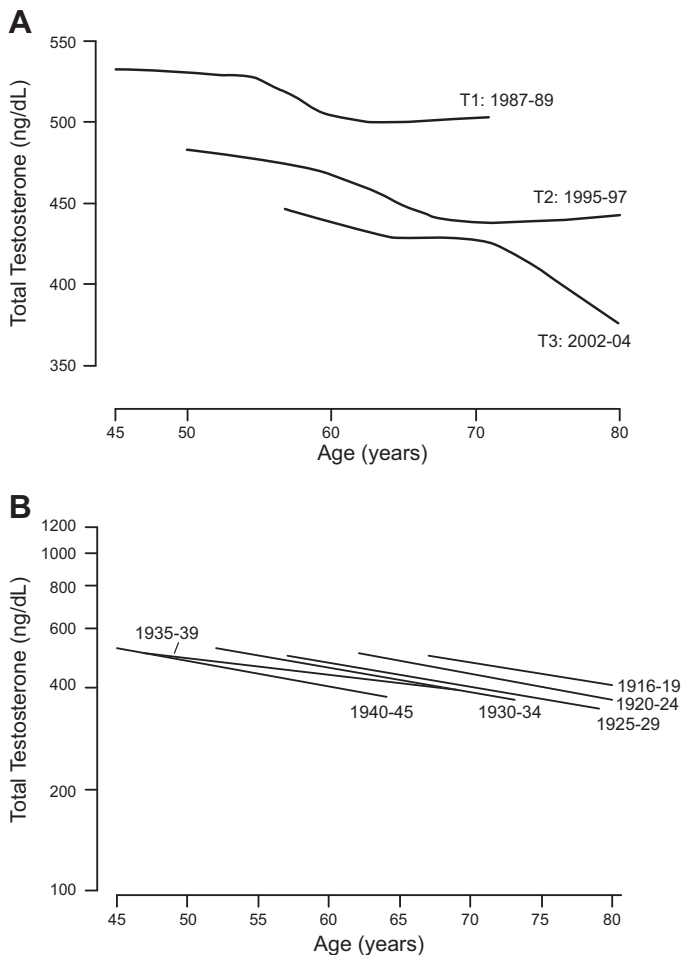 A
Total Testosterone (ng/dL)
550
500
450
400
350
T1: 1987-89
T2: 1995-97
T3: 2002-04
45 50 60 70 80
Age (years)
B
Total Testosterone (ng/dL)
1200
1000
800
600
400
200
100
1935-39
1940-45
1930-34
1916-19
1920-24
1925-29
45 50 55 60 65 70 75 80
Age (years)